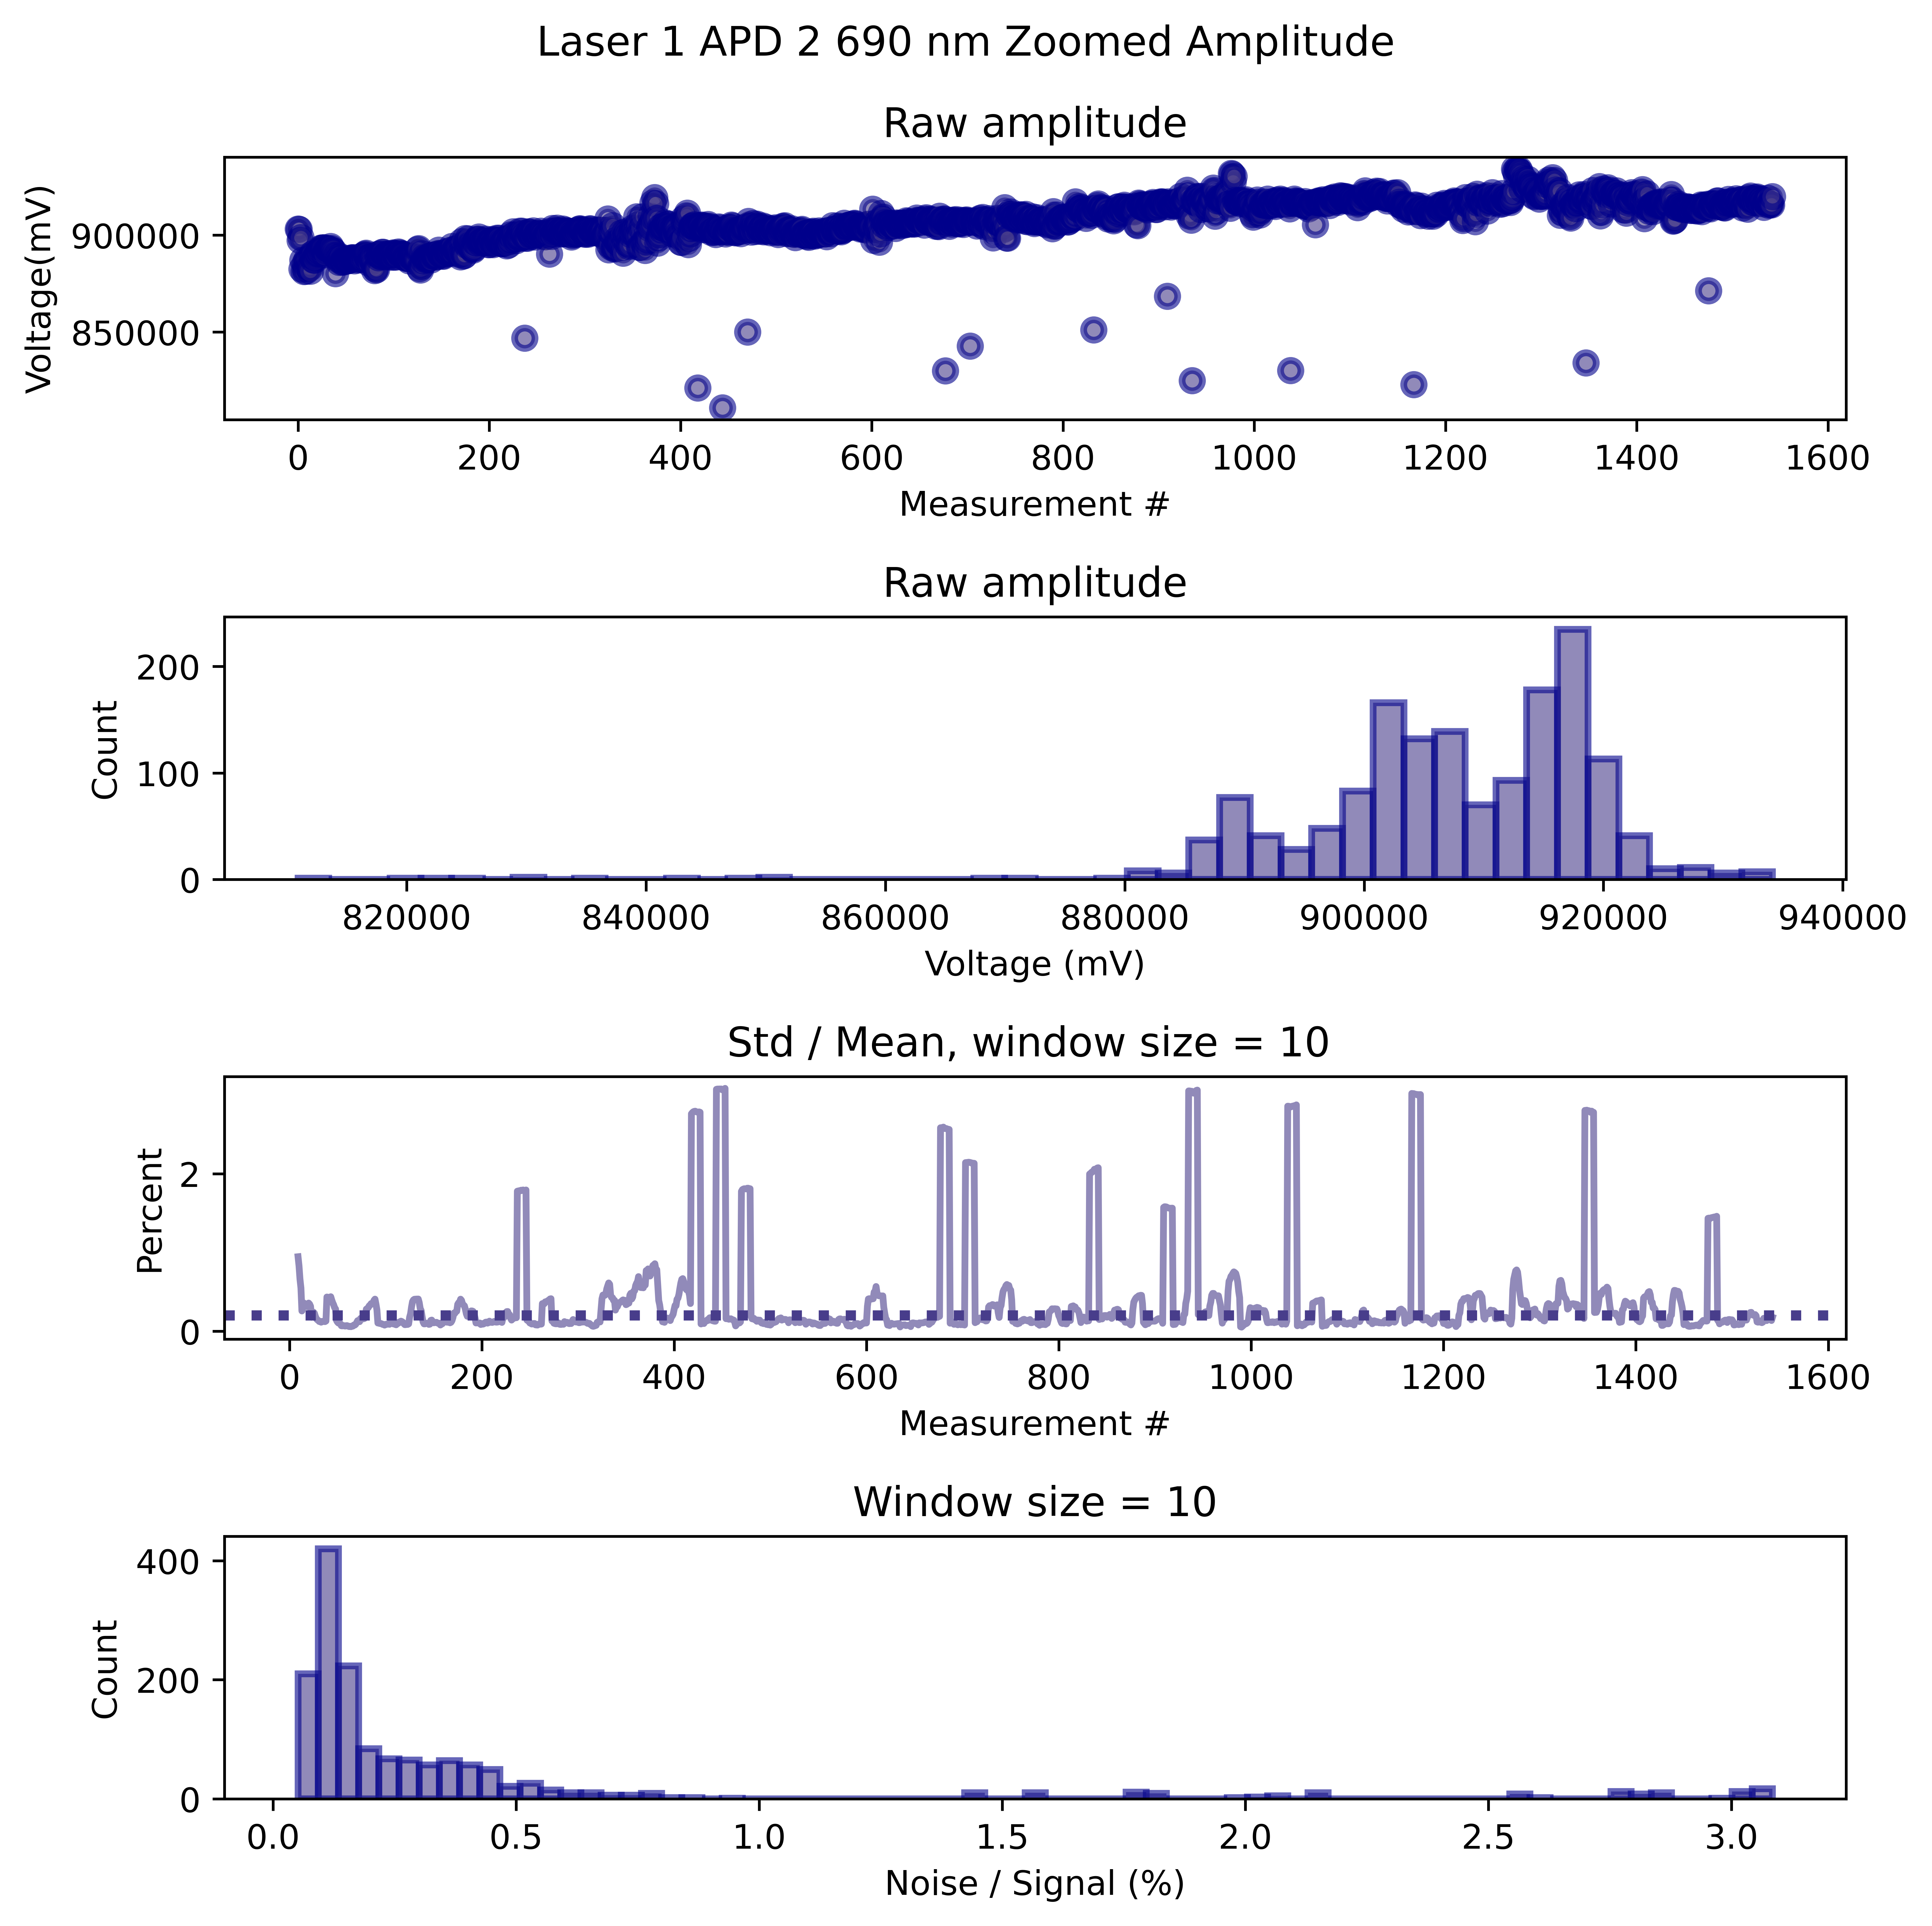 Laser 1 APD 2 690 nm Zoomed Amplitude
Raw amplitude
Voltage(mV)
900000
850000
0 200 400 600 800 1000 1200 1400 1600
Measurement #
Raw amplitude
Count
200
100
0
820000 840000 860000 880000 900000 920000 940000
Voltage (mV)
Std / Mean, window size = 10
Percent
2
0
0 200 400 600 800 1000 1200 1400 1600
Measurement #
Window size = 10
Count
400
200
0
0.0 0.5 1.0 1.5 2.0 2.5 3.0
Noise / Signal (%)